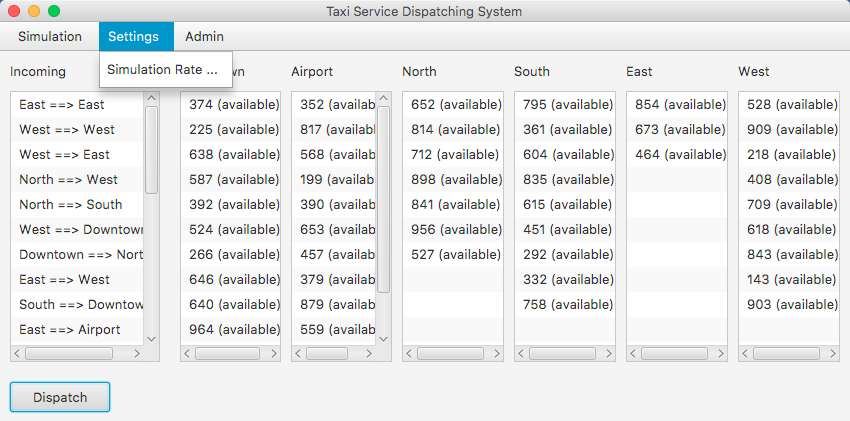 Taxi Service Dispatching System
Simulation Settings Admin
Simulation Rate ...
Incoming wn Airport North South East West
East ==> East 374 (available) 352 (availab 652 (available) 795 (available) 854 (available) 528 (available)
West ==> West 225 (available) 817 (availab 814 (available) 361 (available) 673 (available) 909 (available)
West ==> East 638 (available) 568 (availab 712 (available) 604 (available) 464 (available) 218 (available)
North ==> West 587 (available) 199 (availab 898 (available) 835 (available) 408 (available)
North ==> South 392 (available) 390 (availab 841 (available) 615 (available) 709 (available)
West ==> Downtown 524 (available) 653 (availab 956 (available) 451 (available) 618 (available)
Downtown ==> Nort 266 (available) 457 (availab 527 (available) 292 (available) 843 (available)
East ==> West 646 (available) 379 (availab 332 (available) 143 (available)
South ==> Downtow 640 (available) 879 (availab 758 (available) 903 (available)
East ==> Airport 964 (available) 559 (availab
Dispatch